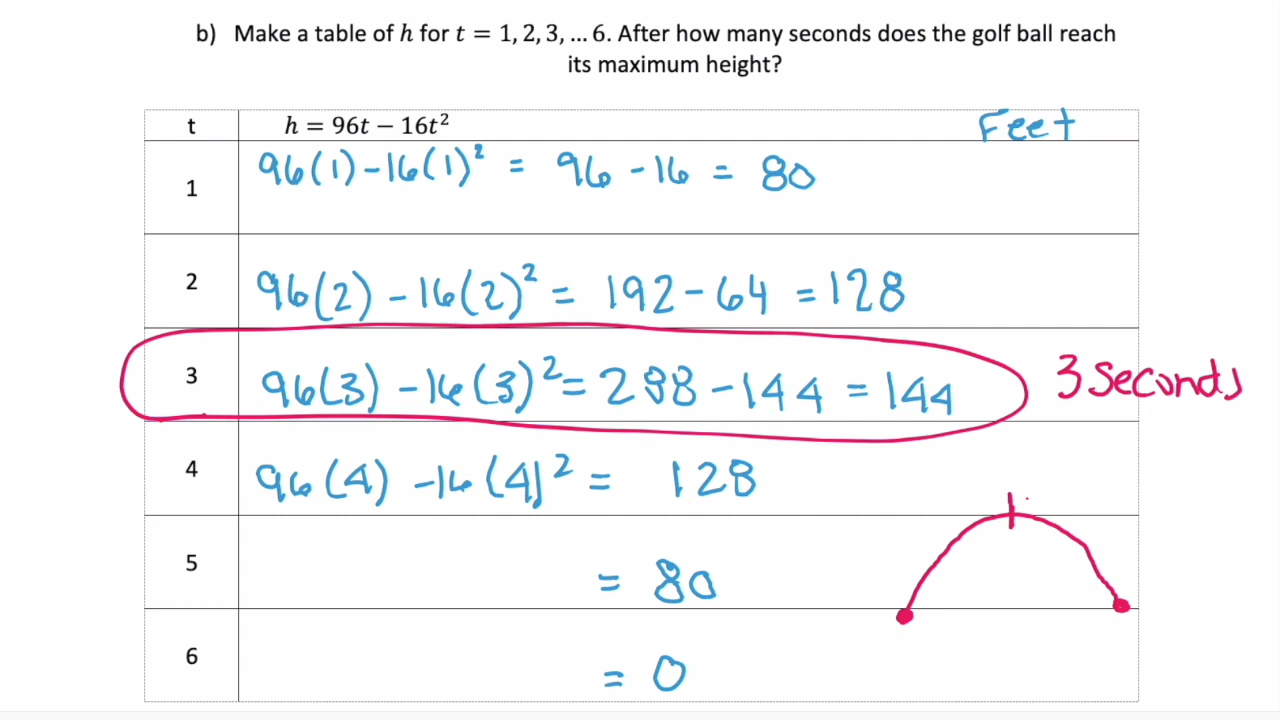 b) Make a table of h for t = 1, 2, 3, ... 6. After how many seconds does the golf ball reach
its maximum height?
t h = 96t − 16t² Feet
1 96(1) - 16(1)² = 96 - 16 = 80
2 96(2) - 16(2)² = 192 - 64 = 128
3 96(3) - 16(3)² = 288 - 144 = 144 3 seconds
4 96(4) - 16(4)² = 128
5 = 80
6 = 0